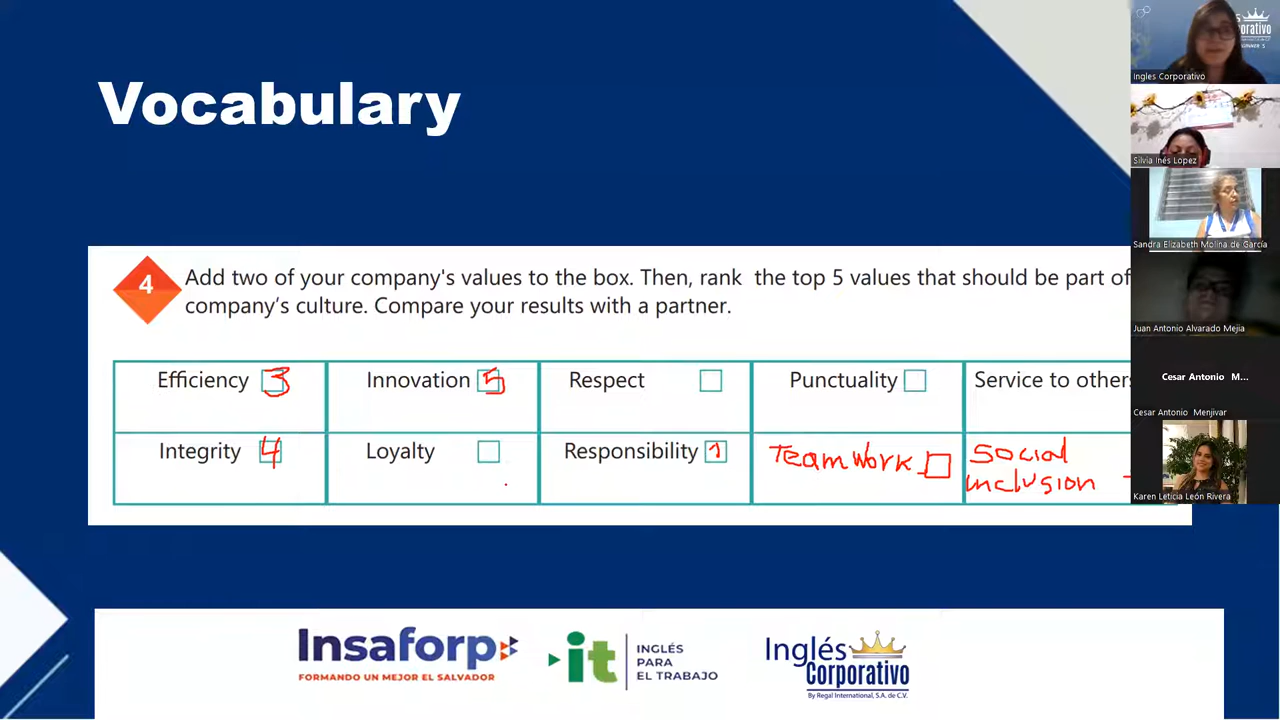 Vocabulary
4
Add two of your company's values to the box. Then, rank the top 5 values that should be part of
company's culture. Compare your results with a partner.
Efficiency 3
Innovation 5
Respect
Punctuality
Service to others
Integrity 4
Loyalty
Responsibility 1
Teamwork
Social
inclusion
Insaforp
FORMANDO UN MEJOR EL SALVADOR
it
INGLÉS
PARA
EL TRABAJO
Inglés
Corporativo
By Regal International, S.A. de C.V.
Ingles Corporativo
Silvia Inés Lopez
Sandra Elizabeth Molina de García
Juan Antonio Alvarado Mejia
Cesar Antonio M...
Cesar Antonio Menjivar
Karen Leticia León Rivera